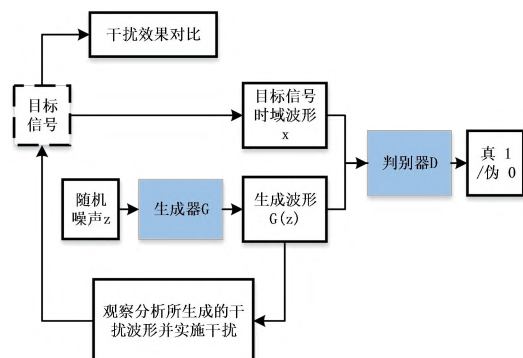 干扰效果对比
目标
信号
目标信号
时域波形
x
判别器D
真 1
/伪 0
随机
噪声z
生成器G
生成波形
G(z)
观察分析所生成的干
扰波形并实施干扰